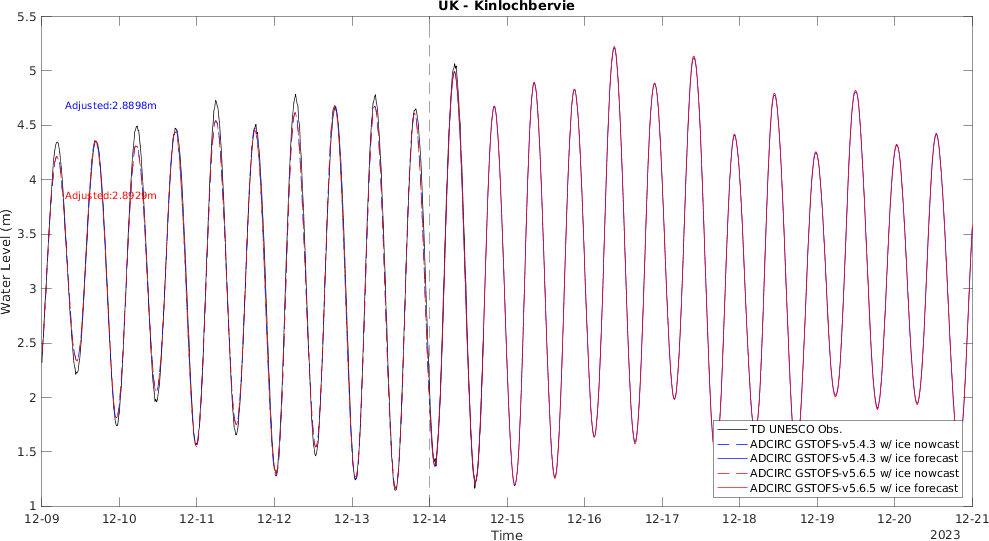 UK - Kinlochbervie
5.5
5
4.5
4
3.5
3
2.5
2
1.5
1
Water Level (m)
Adjusted:2.8898m
Adjusted:2.8929m
TD UNESCO Obs.
ADCIRC GSTOFS-v5.4.3 w/ ice nowcast
ADCIRC GSTOFS-v5.4.3 w/ ice forecast
ADCIRC GSTOFS-v5.6.5 w/ ice nowcast
ADCIRC GSTOFS-v5.6.5 w/ ice forecast
12-09 12-10 12-11 12-12 12-13 12-14 12-15 12-16 12-17 12-18 12-19 12-20 12-21
Time
2023